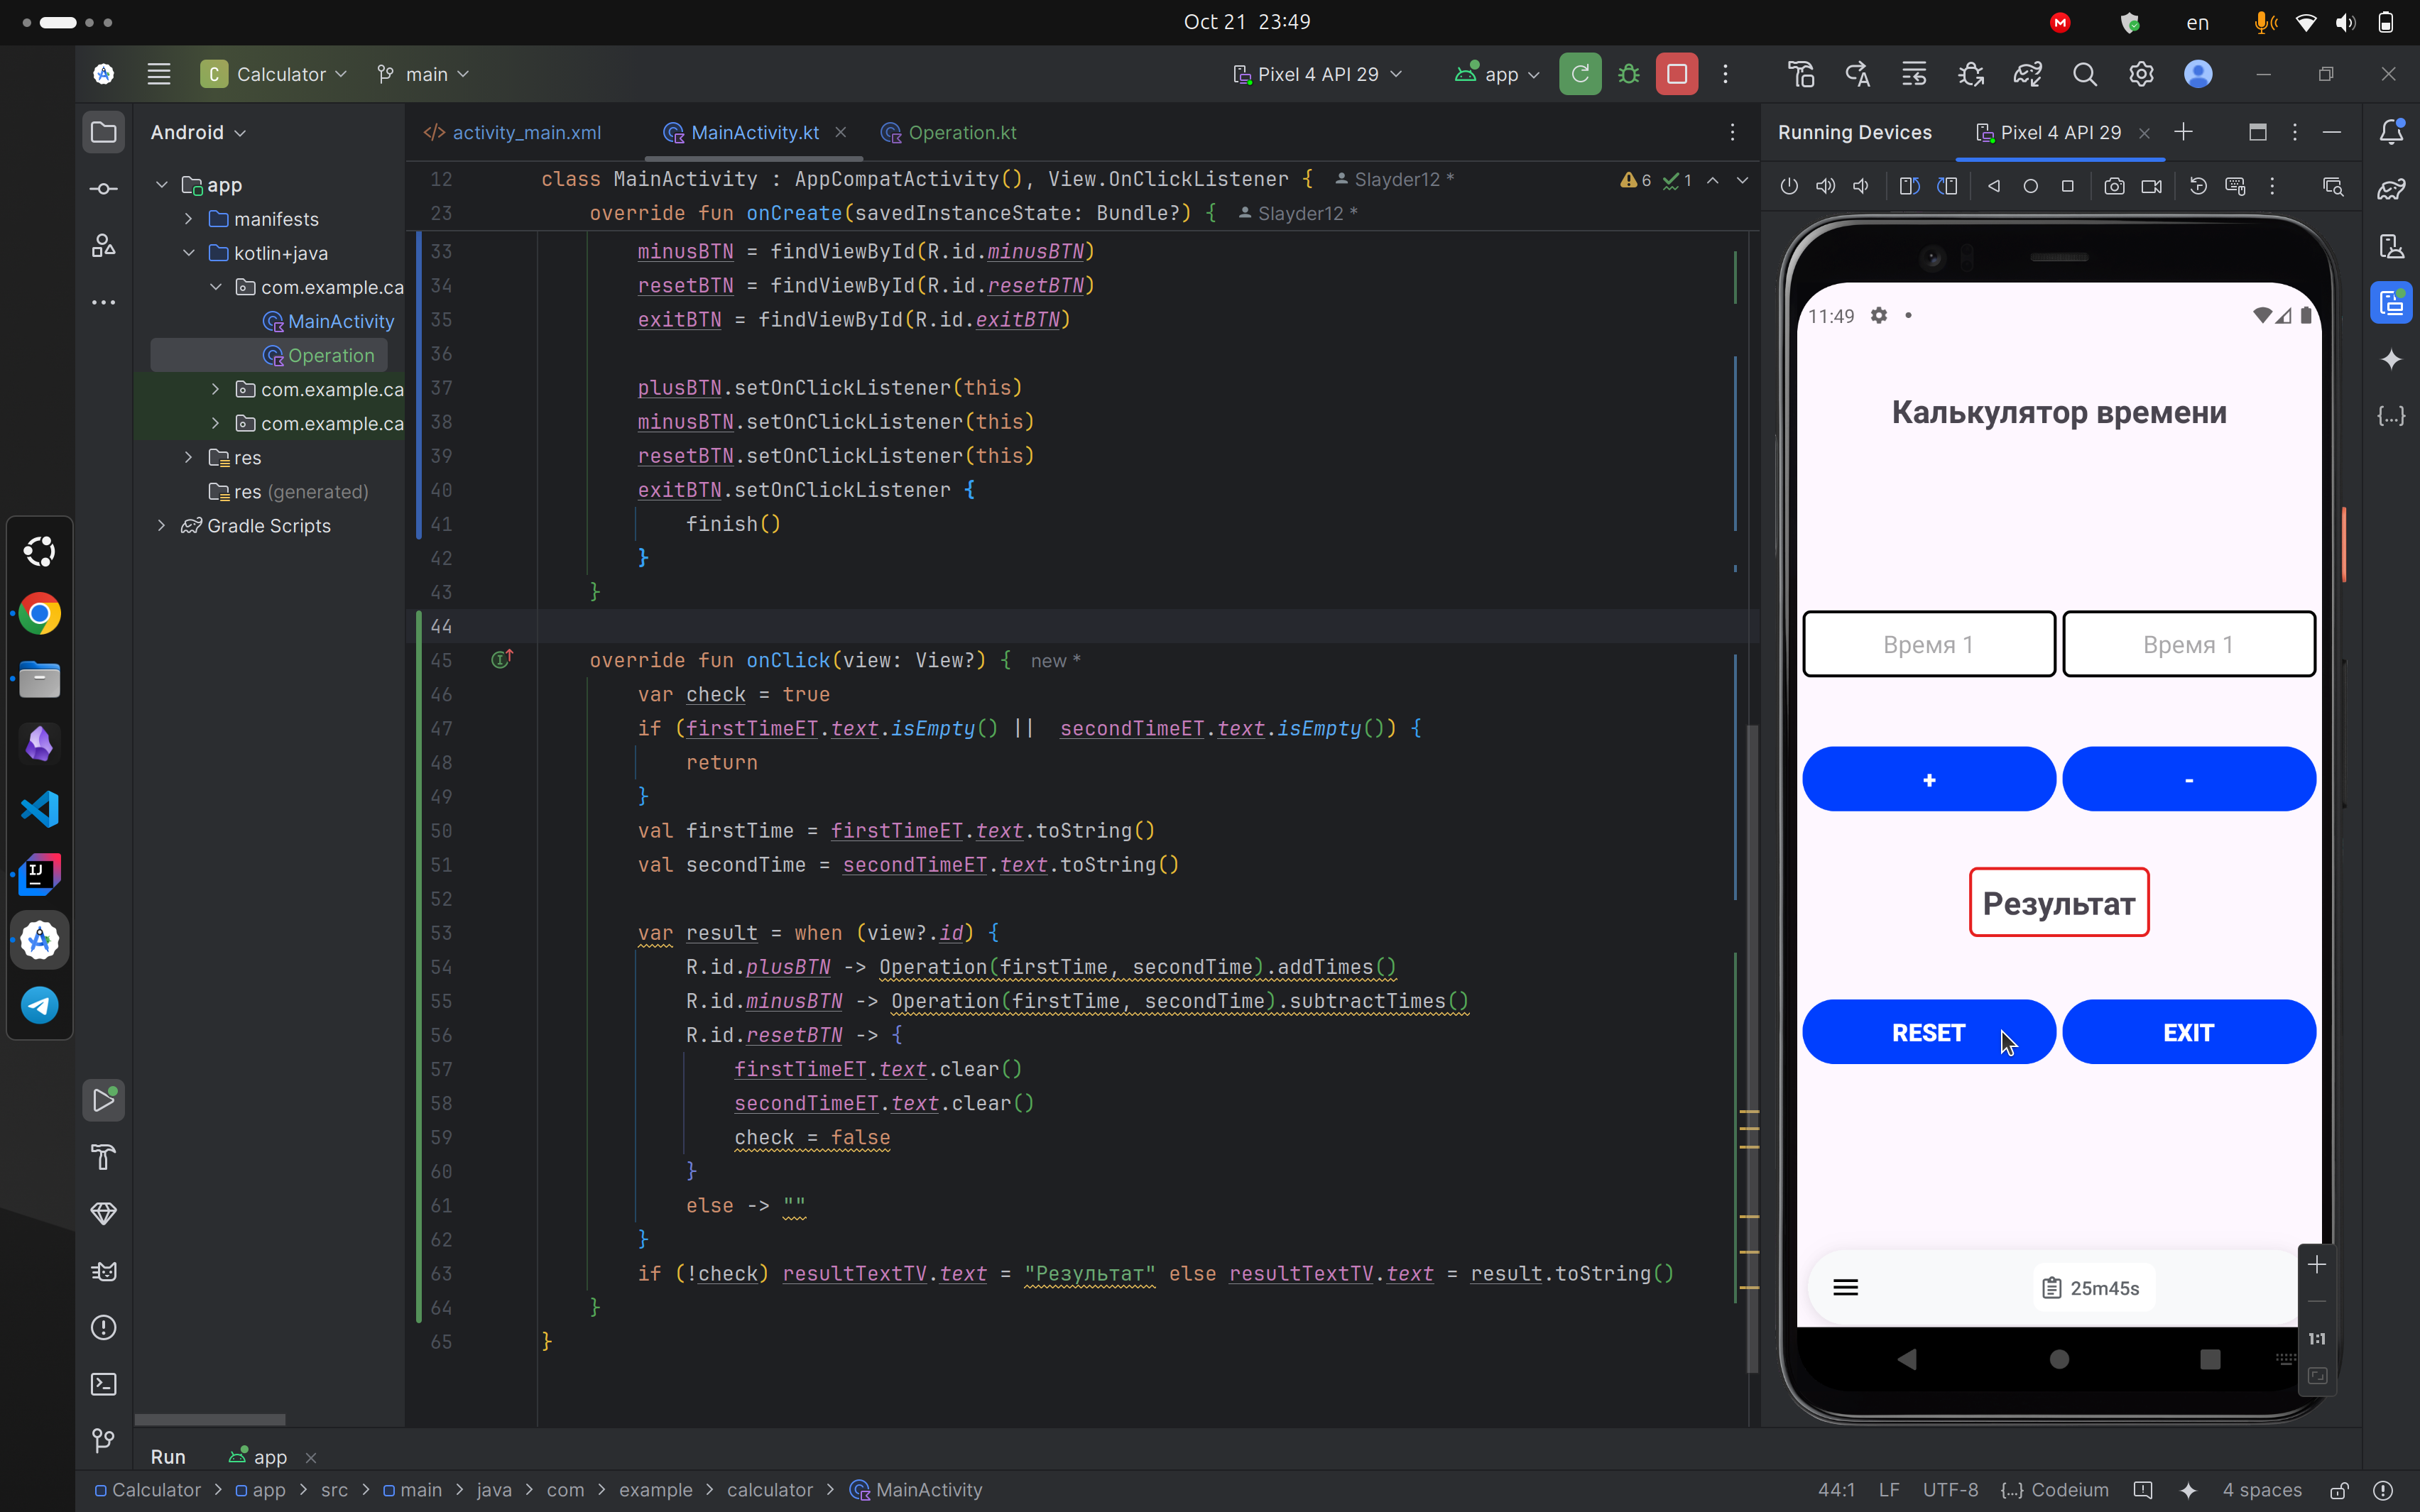 Oct 21 23:49
en
C Calculator
main
Pixel 4 API 29
app
Android
activity_main.xml
MainActivity.kt
Operation.kt
Running Devices
Pixel 4 API 29
app
manifests
kotlin+java
com.example.ca
MainActivity
Operation
com.example.ca
com.example.ca
res
res (generated)
Gradle Scripts
12 class MainActivity : AppCompatActivity(), View.OnClickListener { Slayder12 *
6 1
23 override fun onCreate(savedInstanceState: Bundle?) { Slayder12 *
33 minusBTN = findViewById(R.id.minusBTN)
34 resetBTN = findViewById(R.id.resetBTN)
35 exitBTN = findViewById(R.id.exitBTN)
36
37 plusBTN.setOnClickListener(this)
38 minusBTN.setOnClickListener(this)
39 resetBTN.setOnClickListener(this)
40 exitBTN.setOnClickListener {
41 finish()
42 }
43 }
44
45 override fun onClick(view: View?) { new *
46 var check = true
47 if (firstTimeET.text.isEmpty() || secondTimeET.text.isEmpty()) {
48 return
49 }
50 val firstTime = firstTimeET.text.toString()
51 val secondTime = secondTimeET.text.toString()
52
53 var result = when (view?.id) {
54 R.id.plusBTN -> Operation(firstTime, secondTime).addTimes()
55 R.id.minusBTN -> Operation(firstTime, secondTime).subtractTimes()
56 R.id.resetBTN -> {
57 firstTimeET.text.clear()
58 secondTimeET.text.clear()
59 check = false
60 }
61 else -> ""
62 }
63 if (!check) resultTextTV.text = "Результат" else resultTextTV.text = result.toString()
64 }
65 }
11:49
Калькулятор времени
Время 1
Время 1
+
-
Результат
RESET
EXIT
25m45s
1:1
Run
app
Calculator > app > src > main > java > com > example > calculator > MainActivity
44:1 LF UTF-8 {...} Codeium 4 spaces